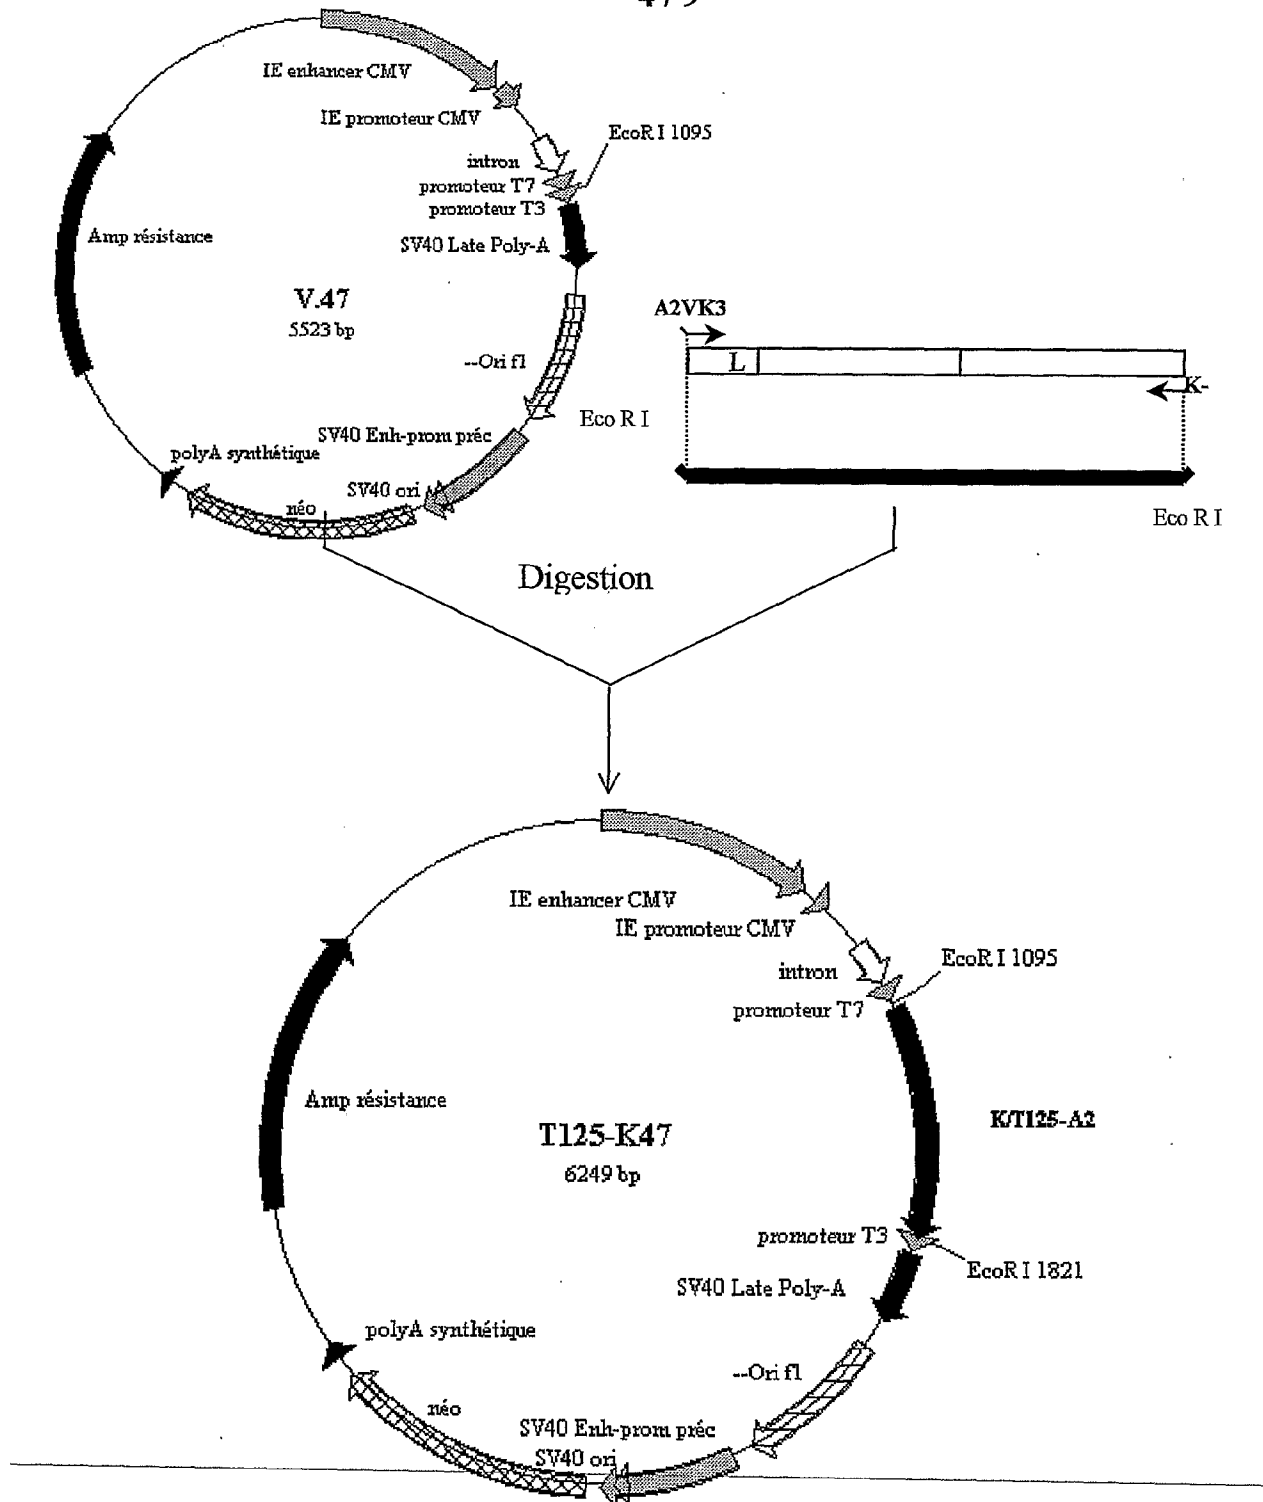 IE enhancer CMV
IE promoteur CMV
EcoR I 1095
intron
promoteur T7
promoteur T3
SV40 Late Poly-A
Amp résistance
V.47
5523 bp
--Ori f1
SV40 Enh-prom préc
polyA synthétique
SV40 ori
néo
A2VK3
L
K-
Eco R I
Eco R I
Digestion
IE enhancer CMV
IE promoteur CMV
intron
EcoR I 1095
promoteur T7
Amp résistance
T125-K47
6249 bp
K/T125-A2
promoteur T3
EcoR I 1821
SV40 Late Poly-A
polyA synthétique
--Ori f1
néo
SV40 Enh-prom préc
SV40 ori